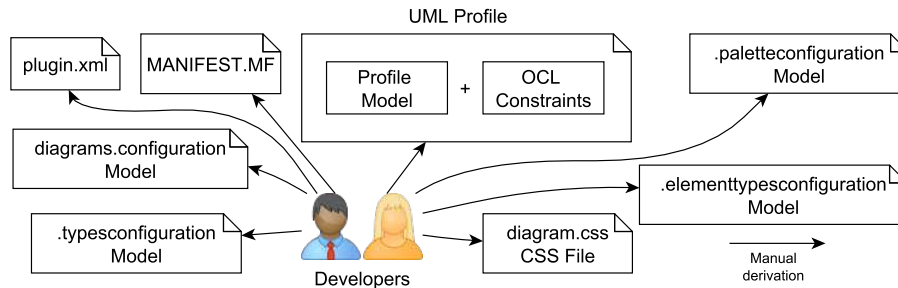 UML Profile
plugin.xml
MANIFEST.MF
Profile
Model
+
OCL
Constraints
.paletteconfiguration
Model
diagrams.configuration
Model
.elementtypesconfiguration
Model
.typesconfiguration
Model
diagram.css
CSS File
Developers
Manual
derivation